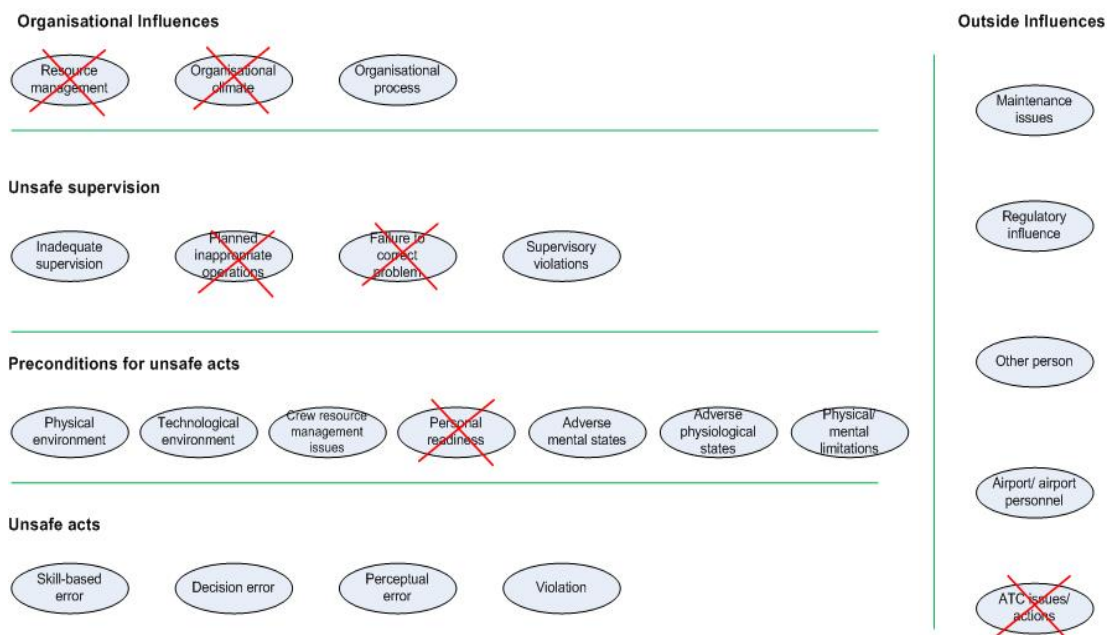 Organisational Influences
Outside Influences
Resource
management
Organisational
climate
Organisational
process
Maintenance
issues
Unsafe supervision
Regulatory
influence
Inadequate
supervision
Planned
inappropriate
operations
Failure to
correct
problem
Supervisory
violations
Preconditions for unsafe acts
Other person
Physical
environment
Technological
environment
Crew resource
management
issues
Personal
readiness
Adverse
mental states
Adverse
physiological
states
Physical/
mental
limitations
Airport/ airport
personnel
Unsafe acts
Skill-based
error
Decision error
Perceptual
error
Violation
ATC issues/
actions